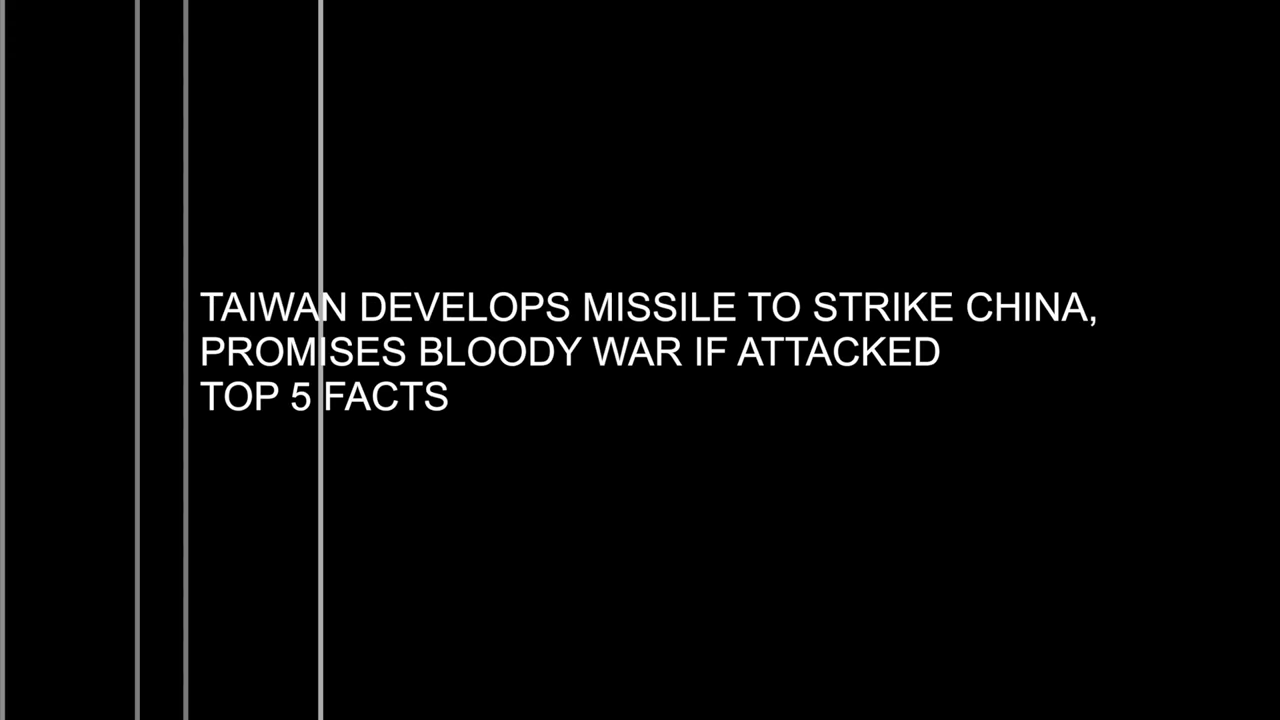 TAIWAN DEVELOPS MISSILE TO STRIKE CHINA,
PROMISES BLOODY WAR IF ATTACKED
TOP 5 FACTS